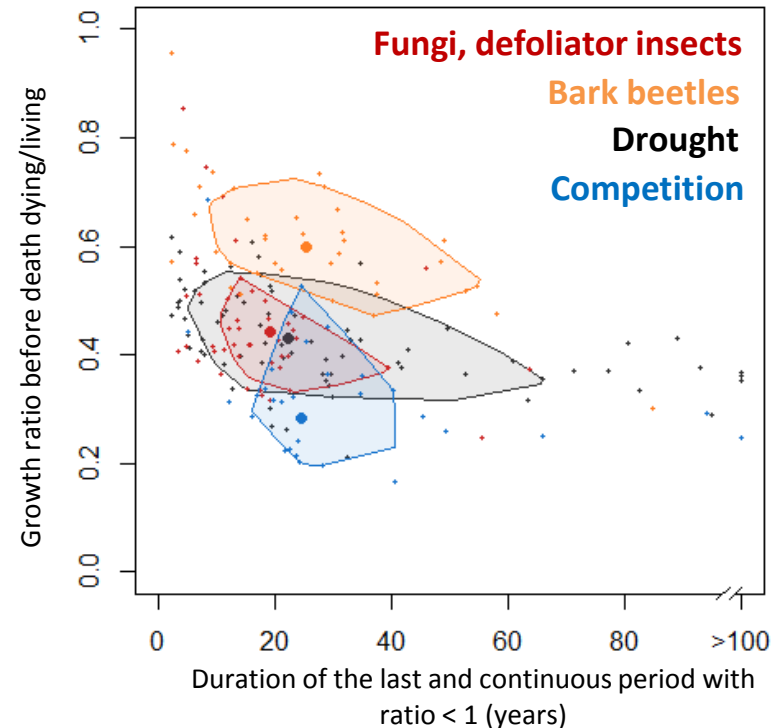 Fungi, defoliator insects
Bark beetles
Drought
Competition
Growth ratio before death dying/living
1.0
0.8
0.6
0.4
0.2
0.0
0 20 40 60 80 >100
Duration of the last and continuous period with
ratio < 1 (years)